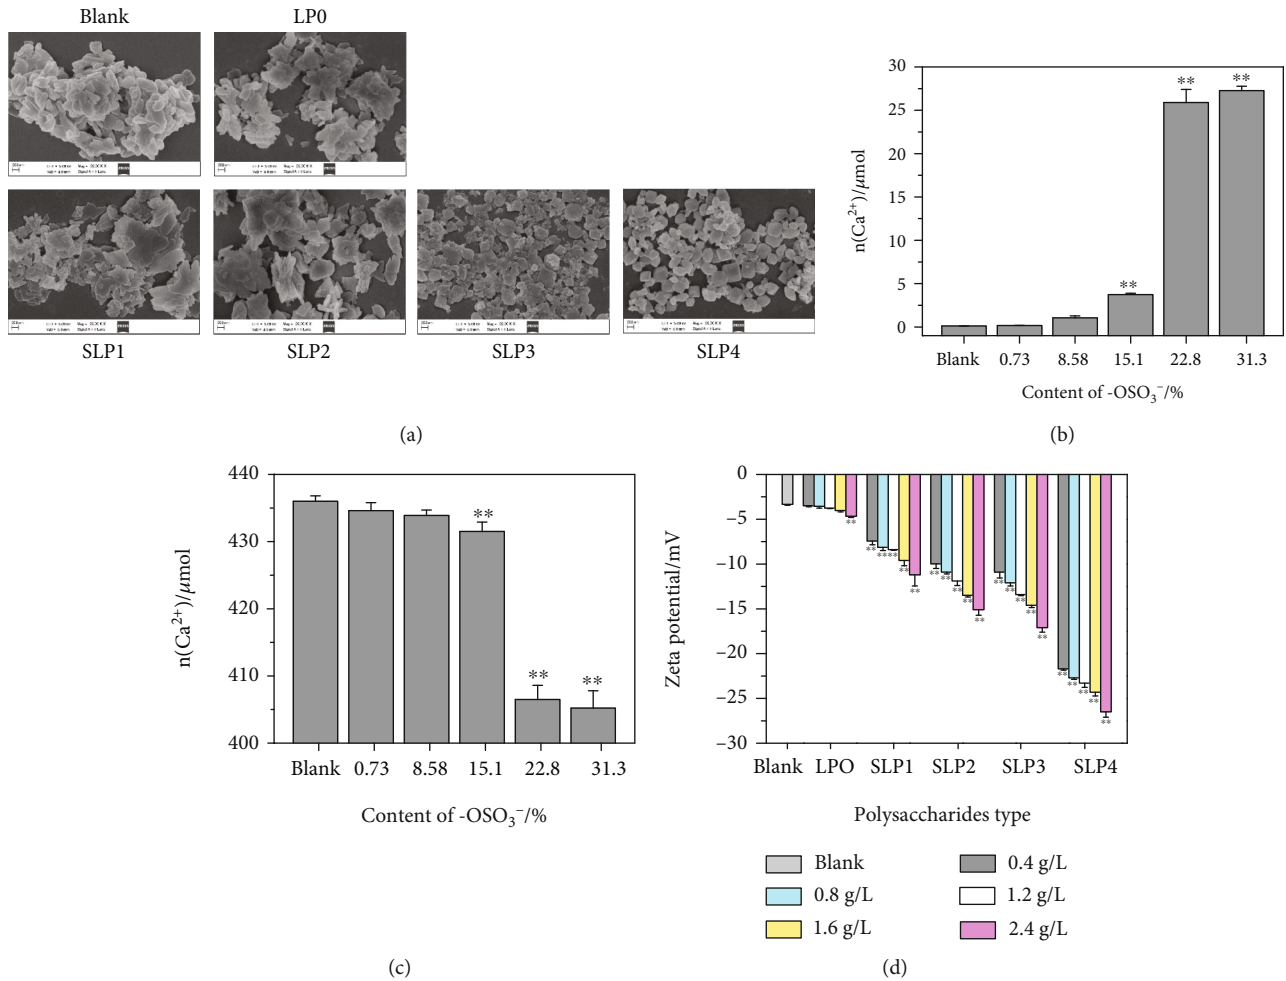 Blank LP0
SLP1 SLP2 SLP3 SLP4
(a)
30
25
20
15
10
5
0
n(Ca²⁺)/μmol
** ** **
Blank 0.73 8.58 15.1 22.8 31.3
Content of -OSO₃⁻/%
(b)
440
430
420
410
400
n(Ca²⁺)/μmol
** ** **
Blank 0.73 8.58 15.1 22.8 31.3
Content of -OSO₃⁻/%
(c)
0
−5
−10
−15
−20
−25
−30
Zeta potential/mV
**
** ** ** ** **
** ** ** ** **
** ** ** ** **
** ** ** ** **
Blank LPO SLP1 SLP2 SLP3 SLP4
Polysaccharides type
Blank 0.4 g/L
0.8 g/L 1.2 g/L
1.6 g/L 2.4 g/L
(d)